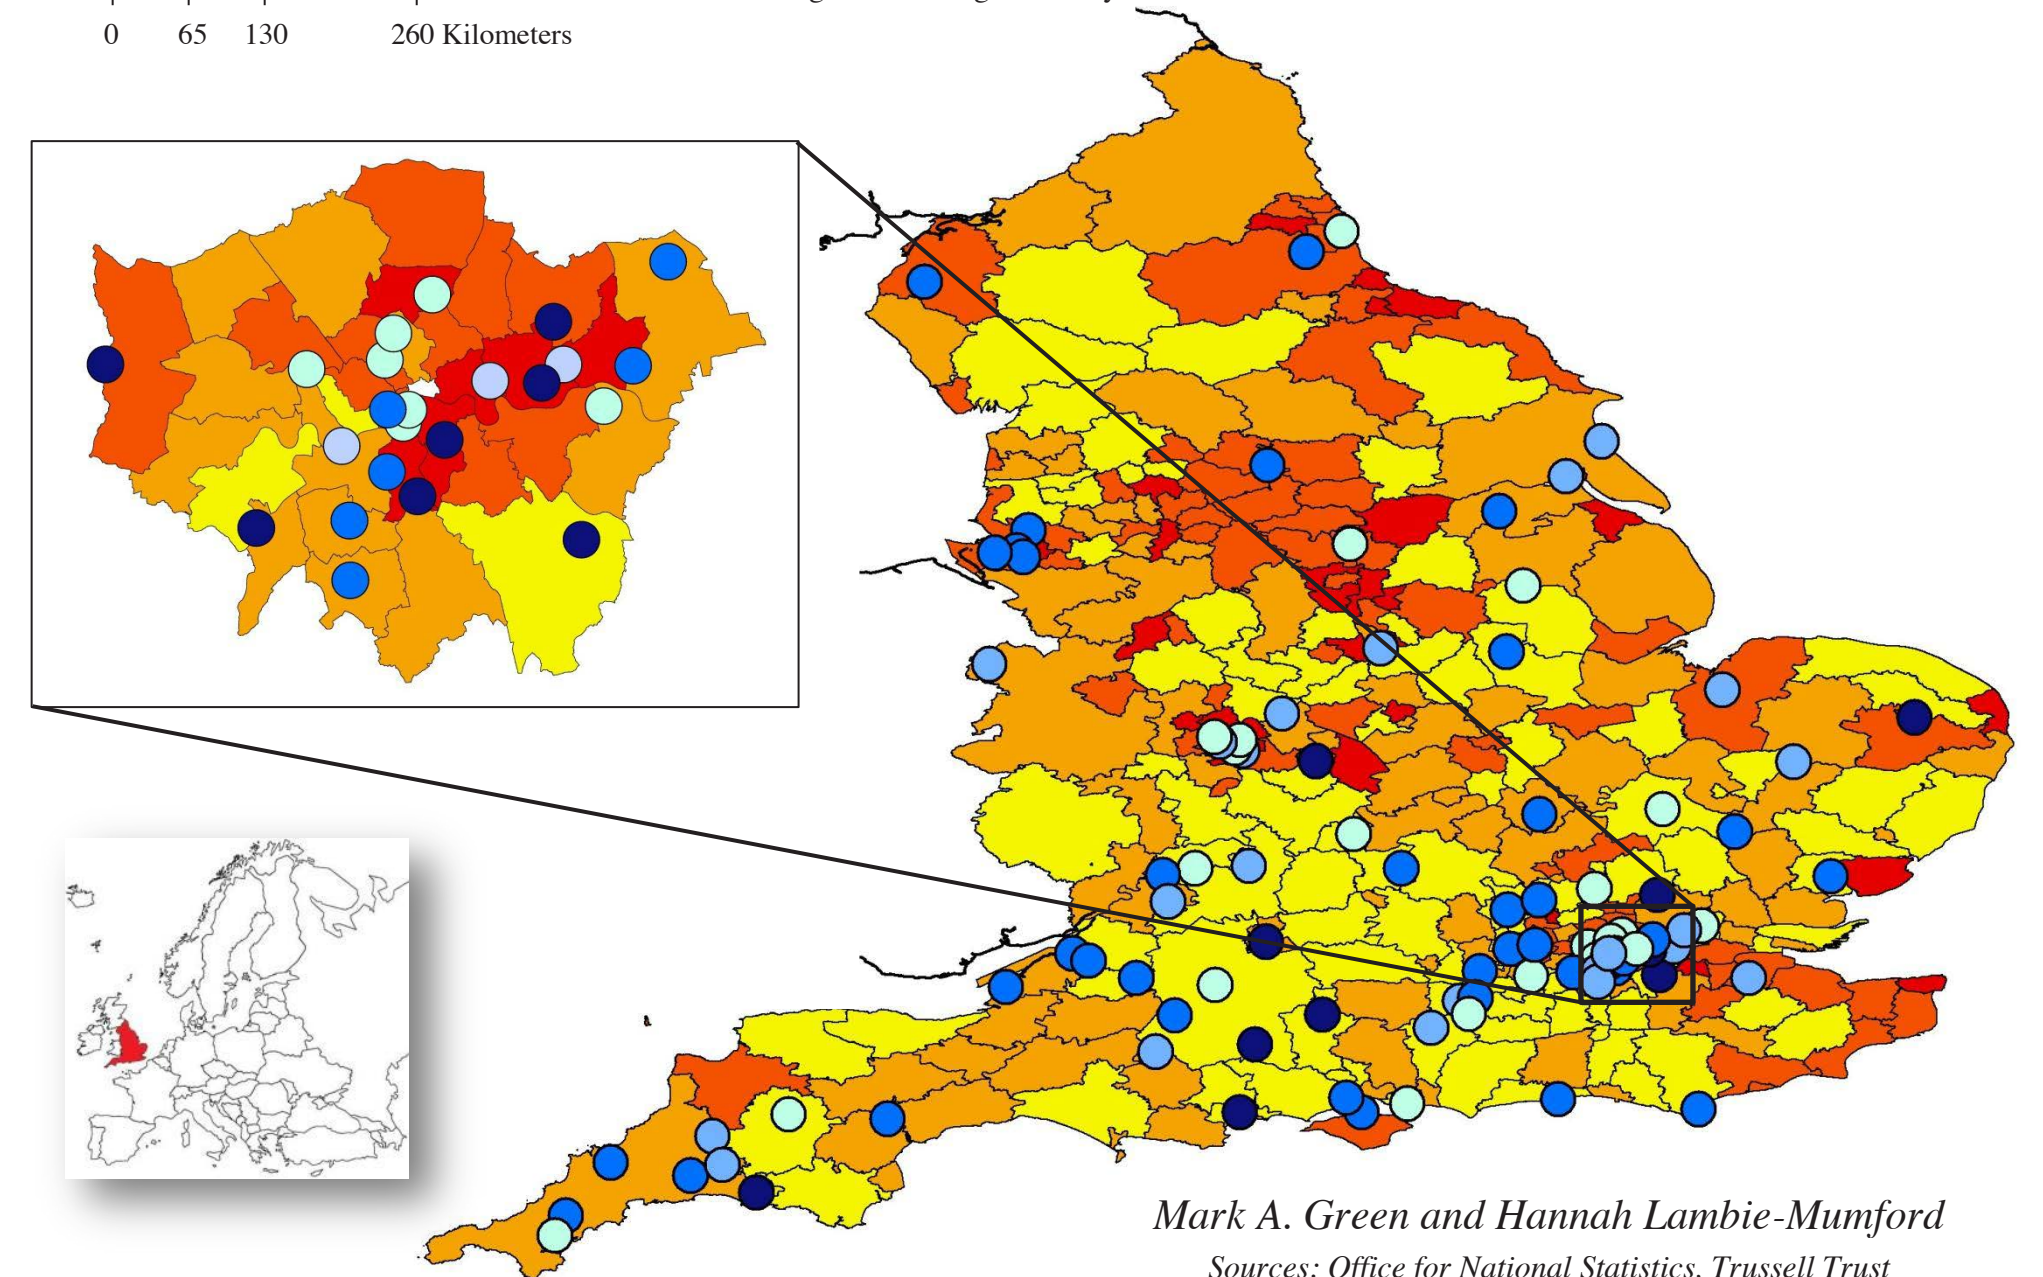 0 65 130 260 Kilometers
Mark A. Green and Hannah Lambie-Mumford
Sources: Office for National Statistics, Trussell Trust